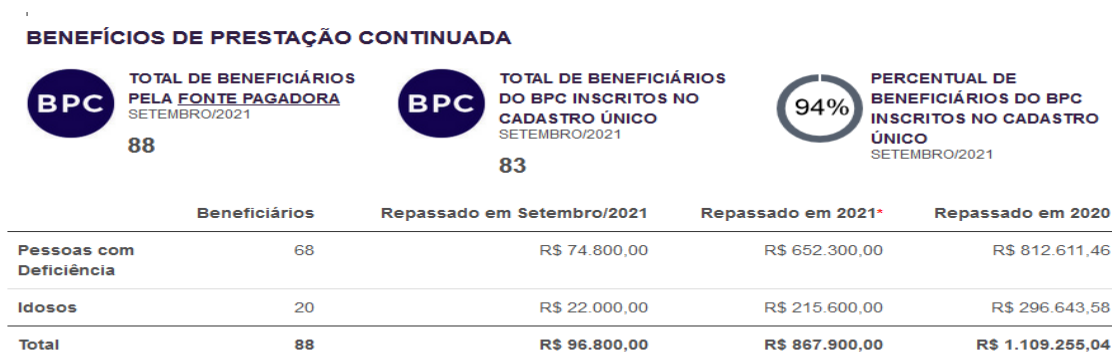 BENEFÍCIOS DE PRESTAÇÃO CONTINUADA
BPC
TOTAL DE BENEFICIÁRIOS
PELA FONTE PAGADORA
SETEMBRO/2021
88
BPC
TOTAL DE BENEFICIÁRIOS
DO BPC INSCRITOS NO
CADASTRO ÚNICO
SETEMBRO/2021
83
94%
PERCENTUAL DE
BENEFICIÁRIOS DO BPC
INSCRITOS NO CADASTRO
ÚNICO
SETEMBRO/2021
Beneficiários Repassado em Setembro/2021 Repassado em 2021* Repassado em 2020
Pessoas com
Deficiência 68 R$ 74.800,00 R$ 652.300,00 R$ 812.611,46
Idosos 20 R$ 22.000,00 R$ 215.600,00 R$ 296.643,58
Total 88 R$ 96.800,00 R$ 867.900,00 R$ 1.109.255,04